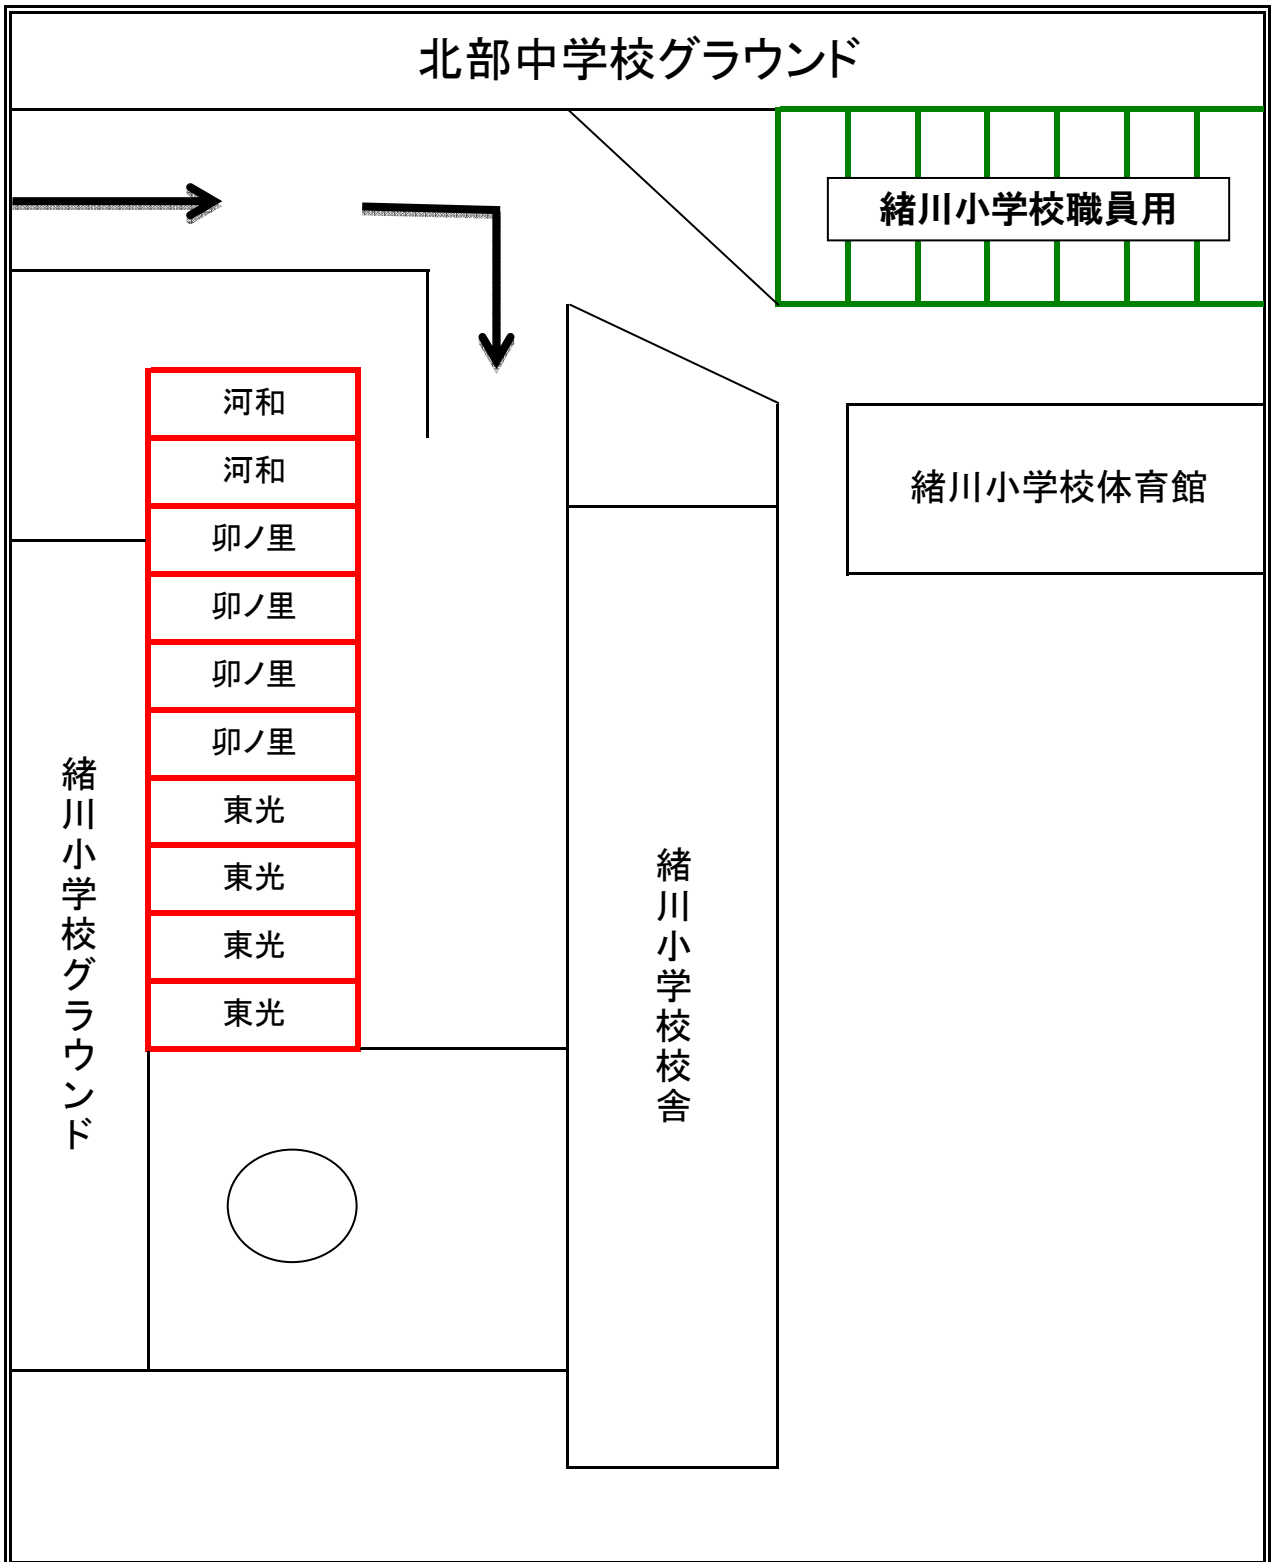 北部中学校グラウンド
緒川小学校職員用
河和
河和
緒川小学校体育館
卯ノ里
卯ノ里
卯ノ里
卯ノ里
東光
東光
東光
東光
緒川小学校グラウンド
緒川小学校校舎